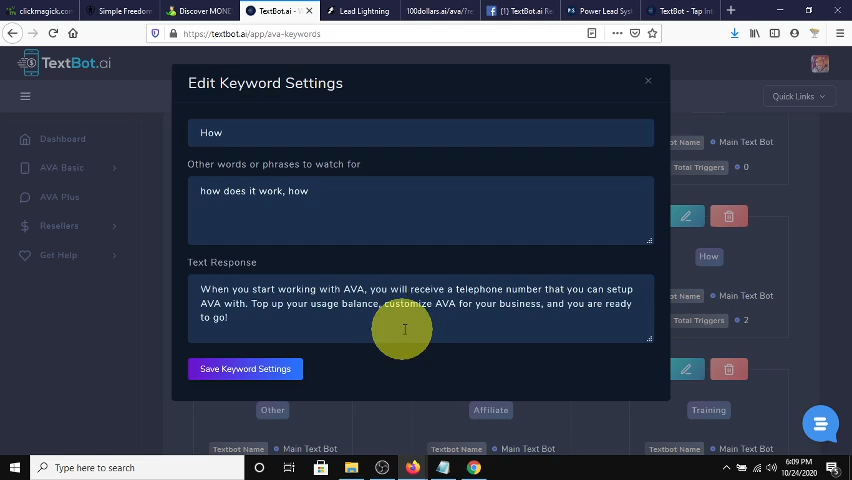 clickmagick.com
Simple Freedom
Discover MONE
TextBot.ai - W
Lead Lightning
100dollars.ai/ava/?re
(1) TextBot.ai Re
Power Lead Sys
TextBot - Tap Int
https://textbot.ai/app/ava-keywords
TextBot.ai
Quick Links
Dashboard
AVA Basic
AVA Plus
Resellers
Get Help
Edit Keyword Settings
How
Other words or phrases to watch for
how does it work, how
Text Response
When you start working with AVA, you will receive a telephone number that you can setup
AVA with. Top up your usage balance, customize AVA for your business, and you are ready
to go!
Save Keyword Settings
ot Name Main Text Bot
Total Triggers 0
How
ot Name Main Text Bot
Total Triggers 2
Other
Affiliate
Training
Textbot Name Main Text Bot
Textbot Name Main Text Bot
Textbot Name Main Text Bot
Type here to search
6:09 PM
10/24/2020